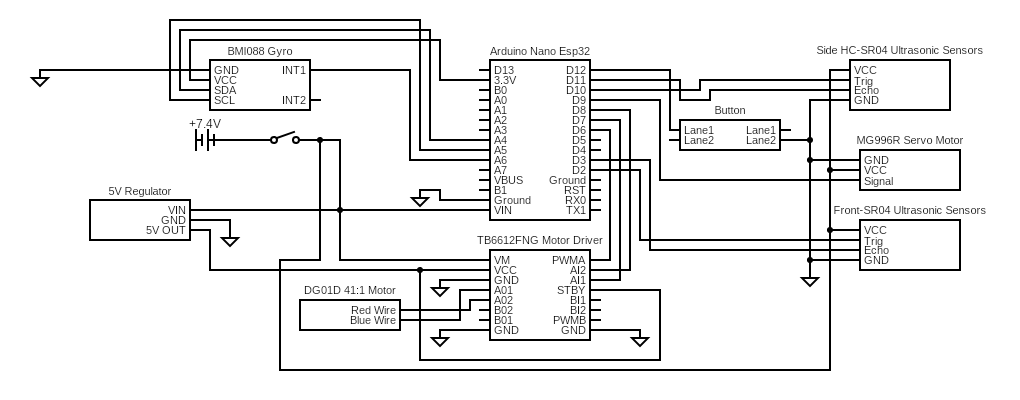 BMI088 Gyro
GND
VCC
SDA
SCL
INT1
INT2
+7.4V
5V Regulator
VIN
GND
5V OUT
DG01D 41:1 Motor
Red Wire
Blue Wire
Arduino Nano Esp32
D13
3.3V
B0
A0
A1
A2
A3
A4
A5
A6
A7
VBUS
B1
Ground
VIN
D12
D11
D10
D9
D8
D7
D6
D5
D4
D3
D2
Ground
RST
RX0
TX1
TB6612FNG Motor Driver
VM
VCC
GND
A01
A02
B02
B01
GND
PWMA
AI2
AI1
STBY
BI1
BI2
PWMB
GND
Button
Lane1
Lane2
Lane1
Lane2
Side HC-SR04 Ultrasonic Sensors
VCC
Trig
Echo
GND
MG996R Servo Motor
GND
VCC
Signal
Front-SR04 Ultrasonic Sensors
VCC
Trig
Echo
GND